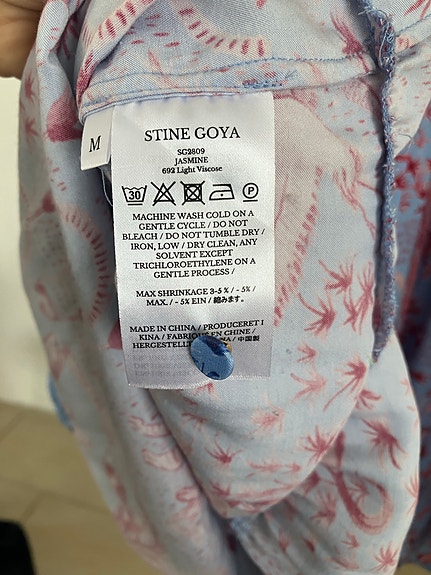 M
STINE GOYA
SG2809
JASMINE
692 Light Viscose
30
P
MACHINE WASH COLD ON A
GENTLE CYCLE / DO NOT
BLEACH / DO NOT TUMBLE DRY /
IRON, LOW / DRY CLEAN, ANY
SOLVENT EXCEPT
TRICHLOROETHYLENE ON A
GENTLE PROCESS /
MAX SHRINKAGE 3-5 % / -5% /
MAX. / - 5% EIN / 縮みます。
MADE IN CHINA / PRODUCERET I
KINA / FABRIQUÉ EN CHINE /
HERGESTELLT / 中国製